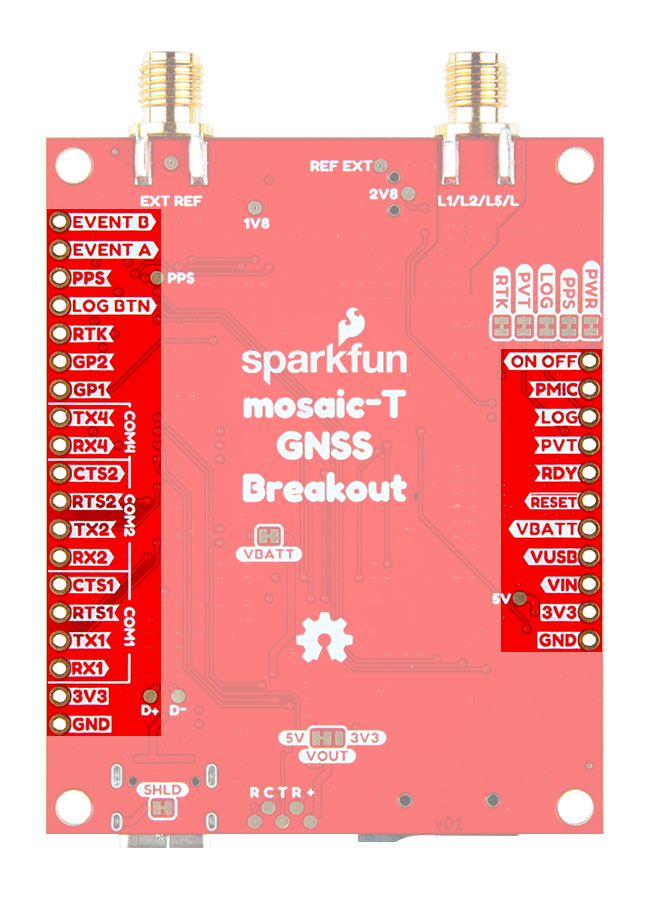 EXT REF
REF EXT
2V8
L1/L2/L5/L
1V8
EVENT B
EVENT A
PPS
PPS
LOG BTN
RTK
GP2
GP1
TX4
RX4
COM4
CTS2
RTS2
TX2
RX2
COM2
CTS1
RTS1
TX1
RX1
COM1
3V3
GND
D+ D-
sparkfun
mosaic-T
GNSS
Breakout
VBATT
RTK
PVT
LOG
PPS
PWR
ON OFF
PMIC
LOG
PVT
RDY
RESET
VBATT
VUSB
VIN
5V
3V3
GND
5V 3V3
VOUT
SHLD
R C T R +
v01